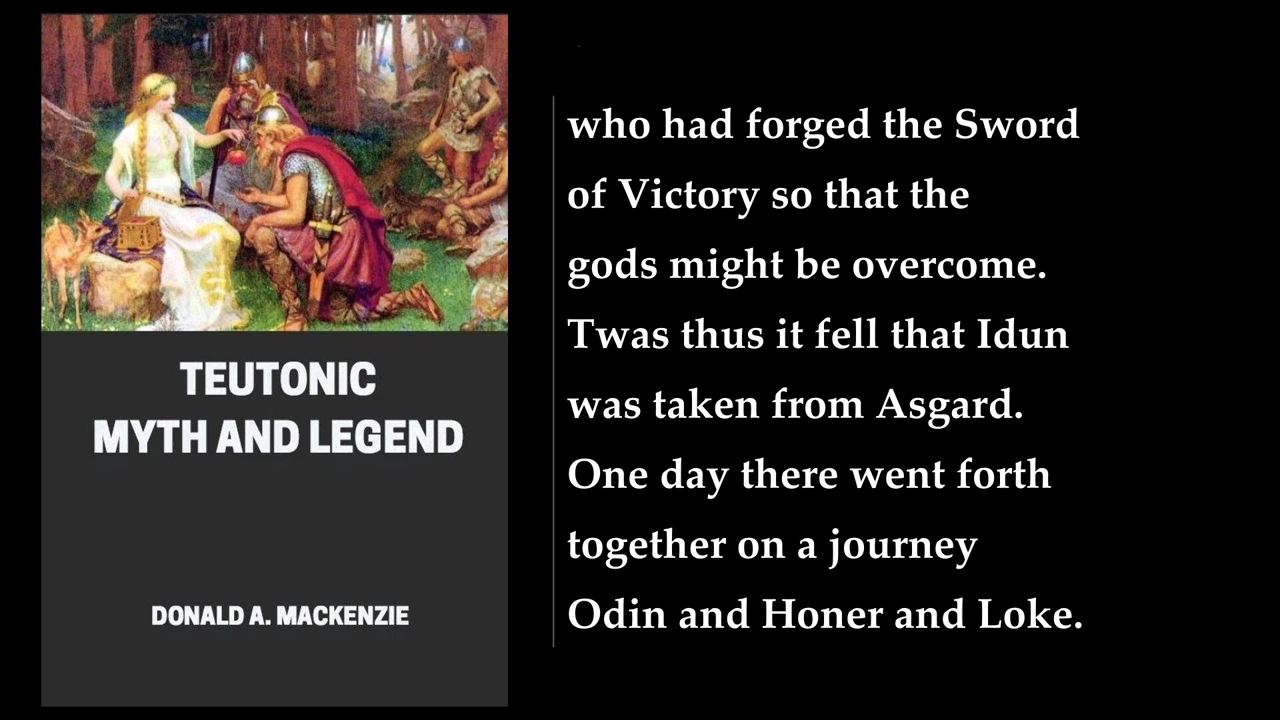 TEUTONIC
MYTH AND LEGEND
DONALD A. MACKENZIE
who had forged the Sword
of Victory so that the
gods might be overcome.
Twas thus it fell that Idun
was taken from Asgard.
One day there went forth
together on a journey
Odin and Honer and Loke.